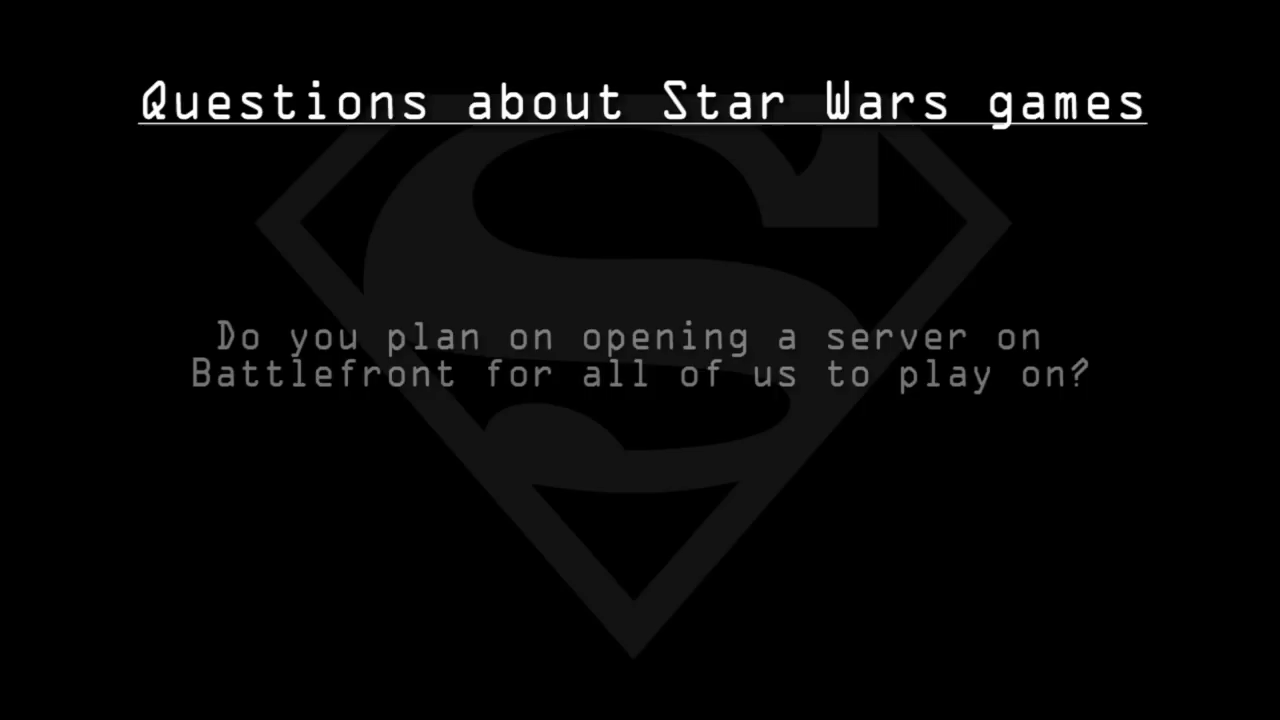 Questions about Star Wars games
Do you plan on opening a server on
Battlefront for all of us to play on?